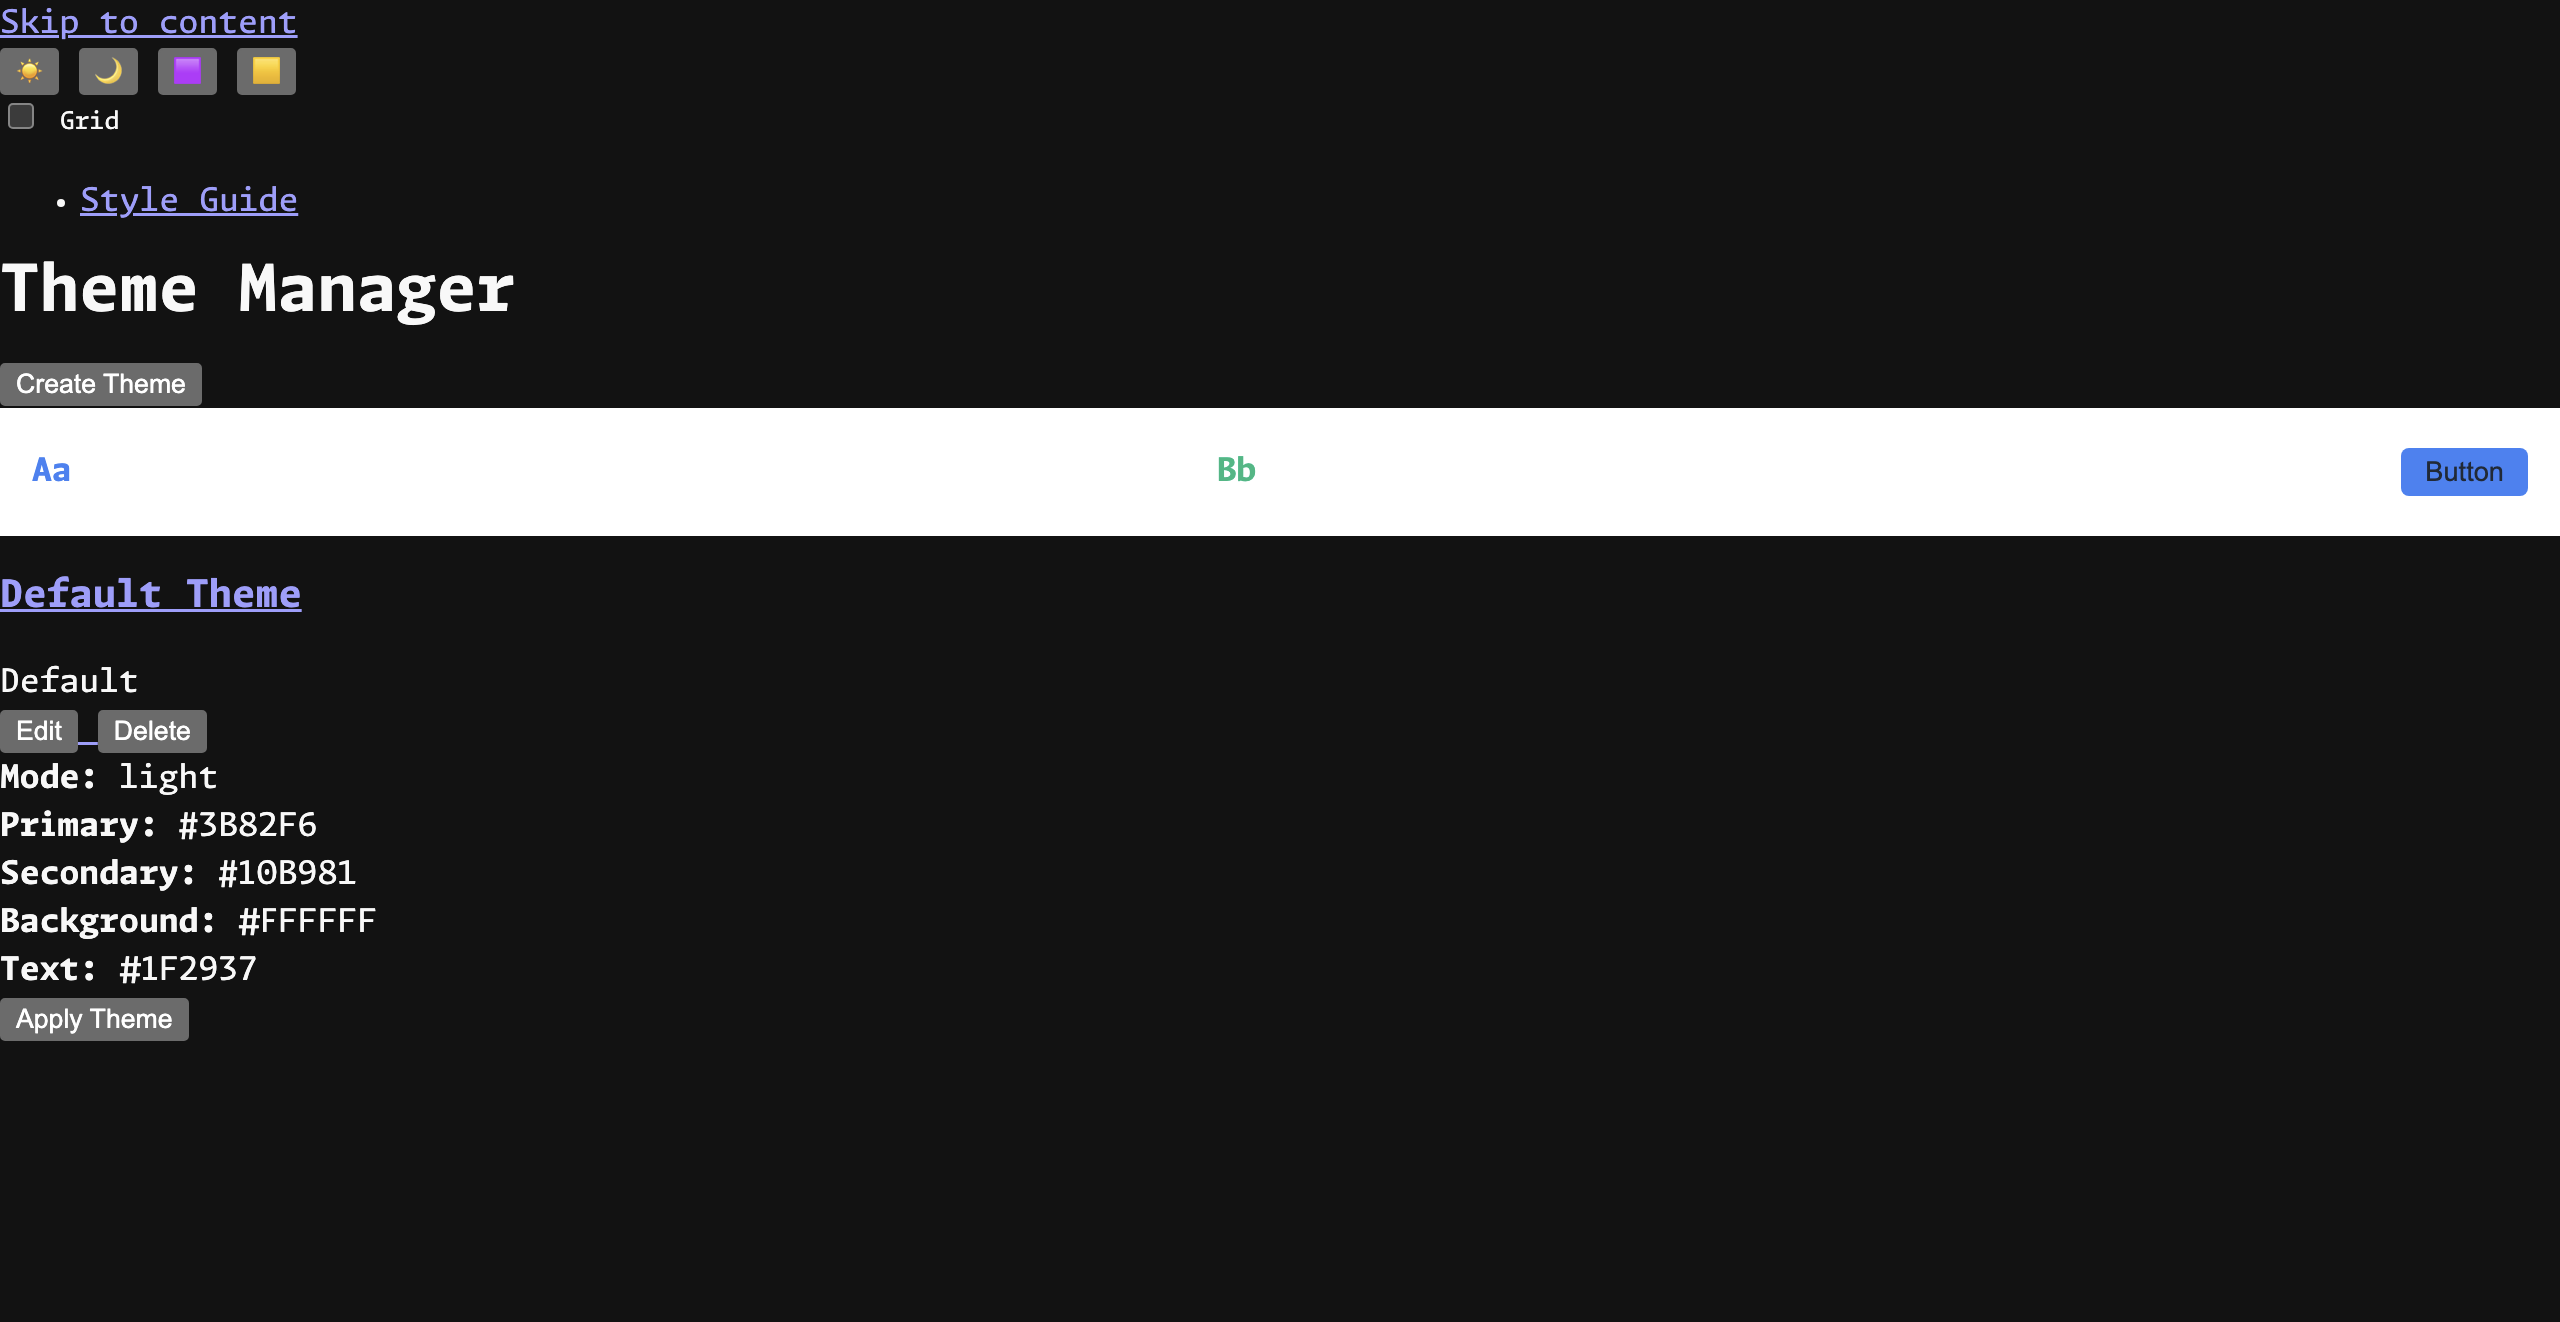 Skip to content
Grid
Style Guide
Theme Manager
Create Theme
Aa Bb Button
Default Theme
Default
Edit Delete
Mode: light
Primary: #3B82F6
Secondary: #10B981
Background: #FFFFFF
Text: #1F2937
Apply Theme